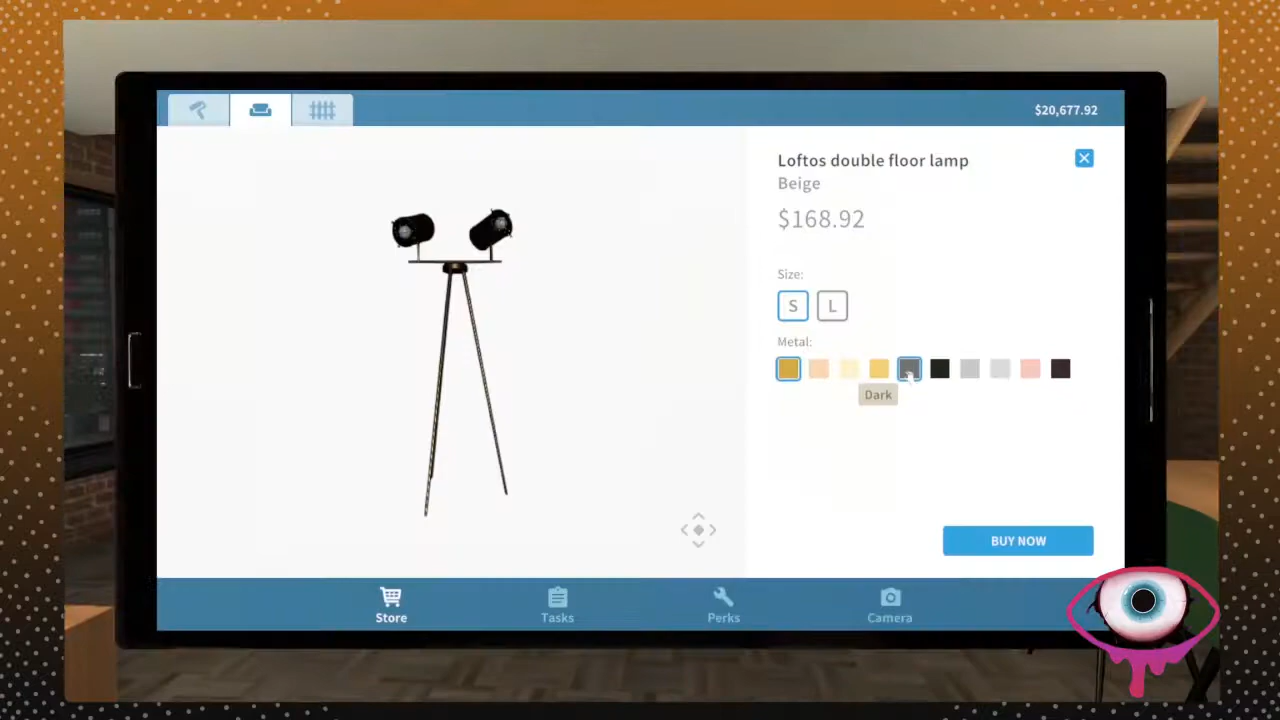 $20,677.92
Loftos double floor lamp
Beige
$168.92
Size:
S L
Metal:
Dark
BUY NOW
Store Tasks Perks Camera